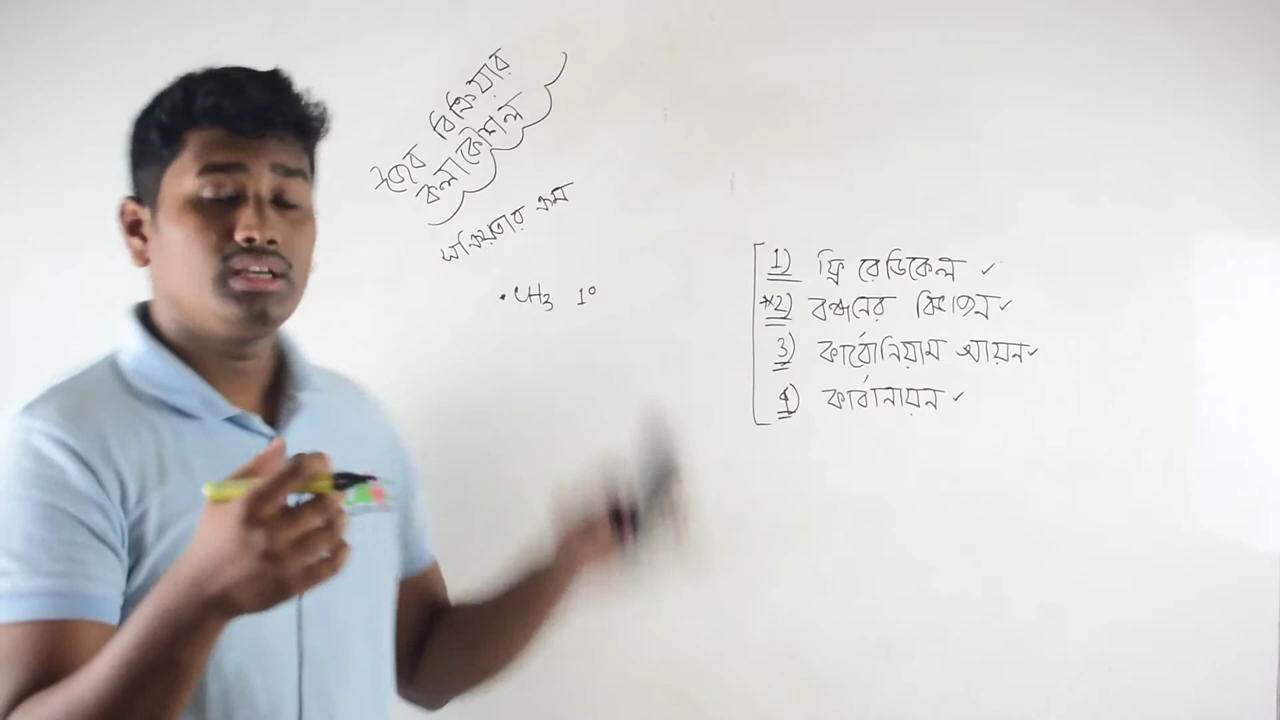 জৈব বিক্রিয়ার
কলাকৌশল
সক্রিয়তার ক্রম
•CH3 1°
1) ফ্রি রেডিকেল ✓
*2) বন্ধনের বিভাজন ✓
3) কার্বোনিয়াম আয়ন ✓
4) কার্বানায়ন ✓